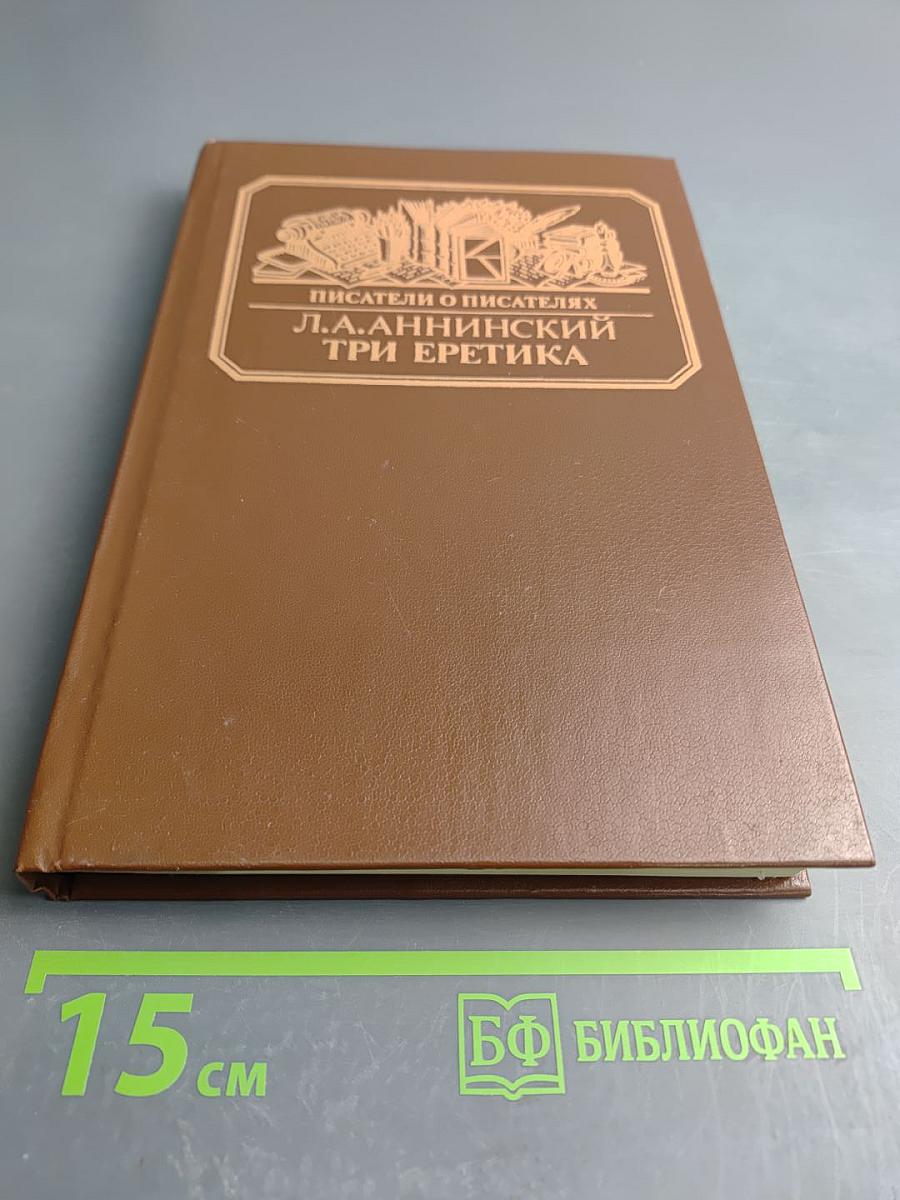 ПИСАТЕЛИ О ПИСАТЕЛЯХ
Л.А.АННИНСКИЙ
ТРИ ЕРЕТИКА
15 см
БФ БИБЛИОФАН